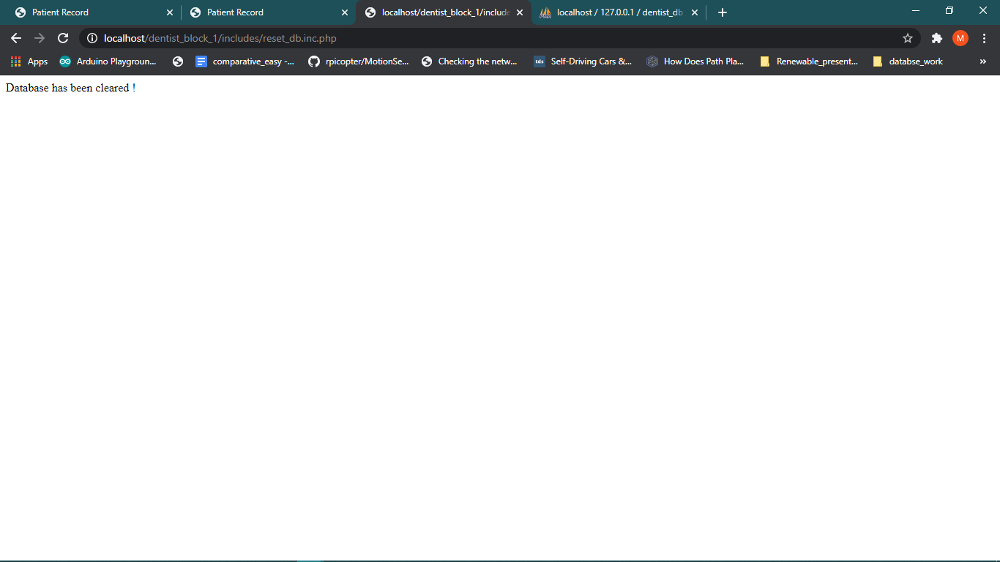 Patient Record
Patient Record
localhost/dentist_block_1/include
localhost / 127.0.0.1 / dentist_db
localhost/dentist_block_1/includes/reset_db.inc.php
M
Apps
Arduino Playgroun...
comparative_easy -...
rpicopter/MotionSe...
Checking the netw...
tds
Self-Driving Cars &...
How Does Path Pla...
Renewable_present...
databse_work
»
Database has been cleared !